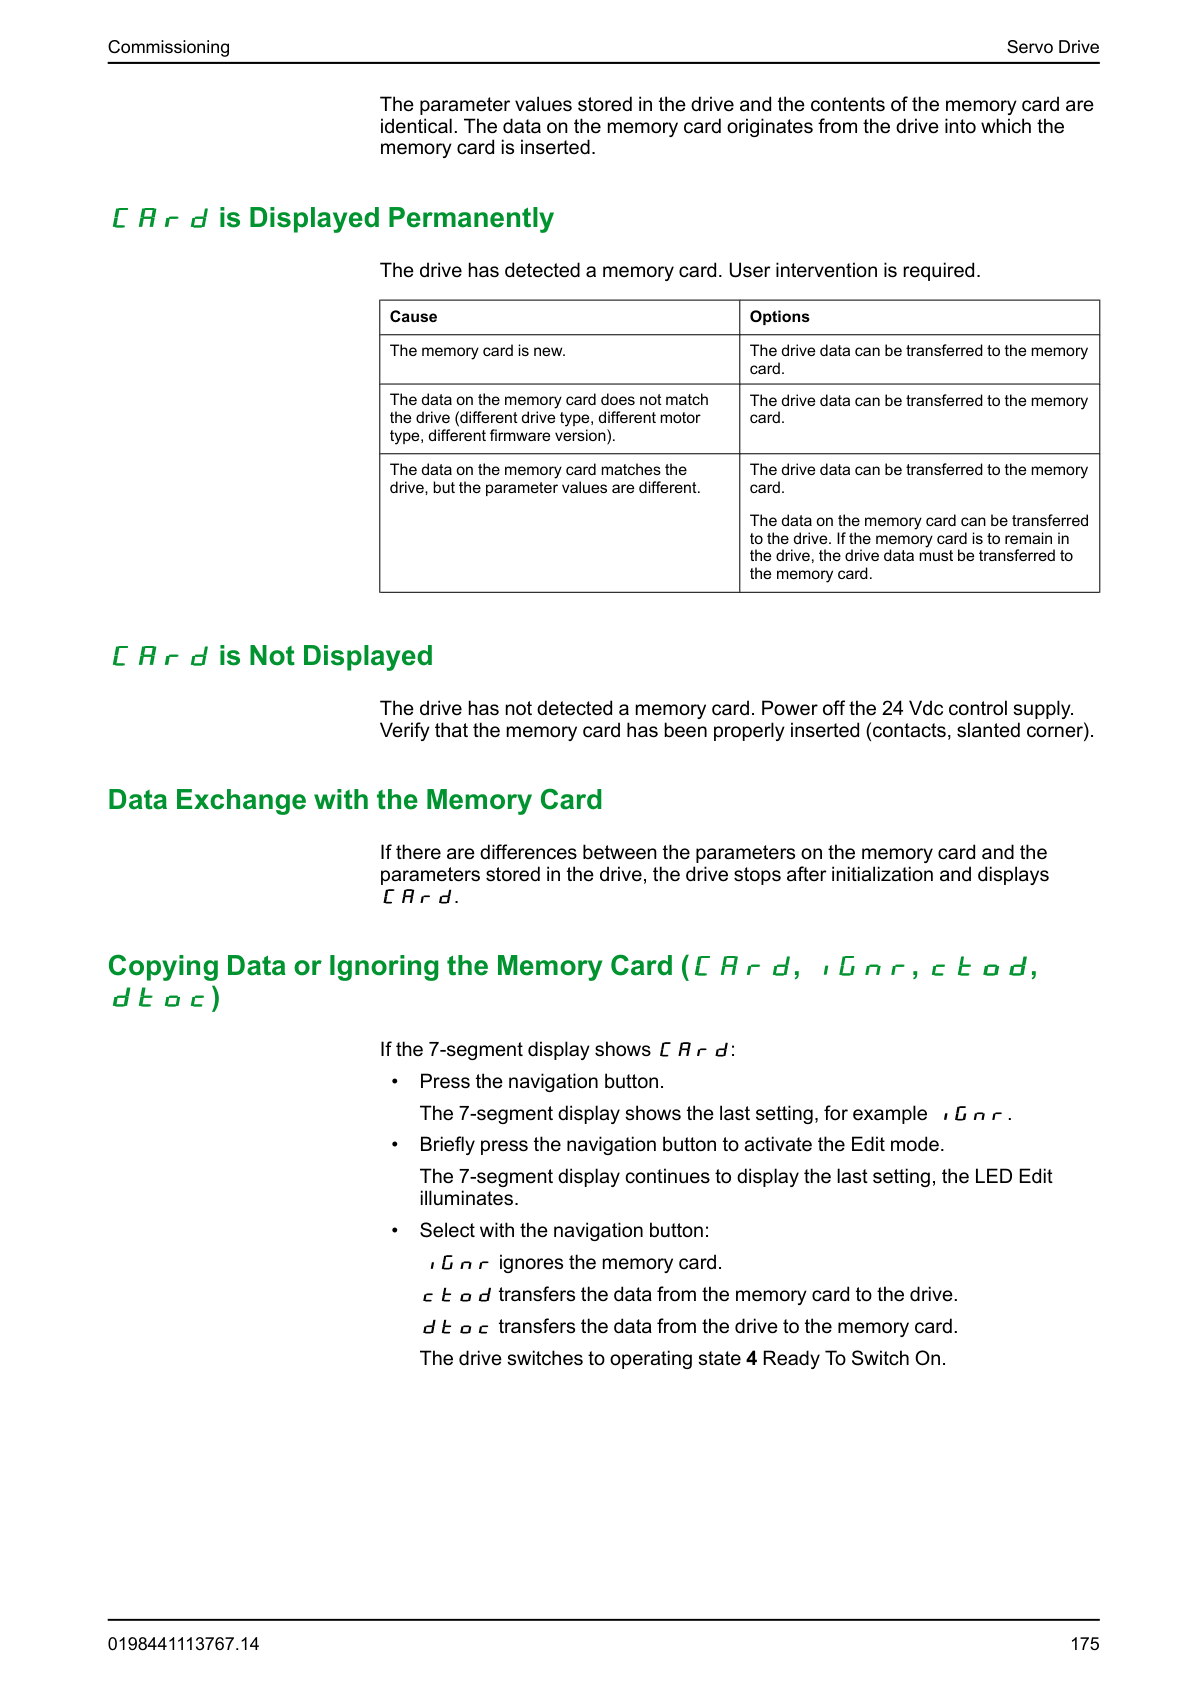 Commissioning Servo Drive
The parameter values stored in the drive and the contents of the memory card are
identical. The data on the memory card originates from the drive into which the
memory card is inserted.
CArd is Displayed Permanently
The drive has detected a memory card. User intervention is required.
Cause Options
The memory card is new. The drive data can be transferred to the memory
card.
The data on the memory card does not match
the drive (different drive type, different motor
type, different firmware version).
The drive data can be transferred to the memory
card.
The data on the memory card matches the
drive, but the parameter values are different.
The drive data can be transferred to the memory
card.
The data on the memory card can be transferred
to the drive. If the memory card is to remain in
the drive, the drive data must be transferred to
the memory card.
CArd is Not Displayed
The drive has not detected a memory card. Power off the 24 Vdc control supply.
Verify that the memory card has been properly inserted (contacts, slanted corner).
Data Exchange with the Memory Card
If there are differences between the parameters on the memory card and the
parameters stored in the drive, the drive stops after initialization and displays
CArd.
Copying Data or Ignoring the Memory Card (CArd, iGnr, ctod,
dtoc)
If the 7-segment display shows CArd:
• Press the navigation button.
The 7-segment display shows the last setting, for example iGnr.
• Briefly press the navigation button to activate the Edit mode.
The 7-segment display continues to display the last setting, the LED Edit
illuminates.
• Select with the navigation button:
iGnr ignores the memory card.
ctod transfers the data from the memory card to the drive.
dtoc transfers the data from the drive to the memory card.
The drive switches to operating state 4 Ready To Switch On.
0198441113767.14 175